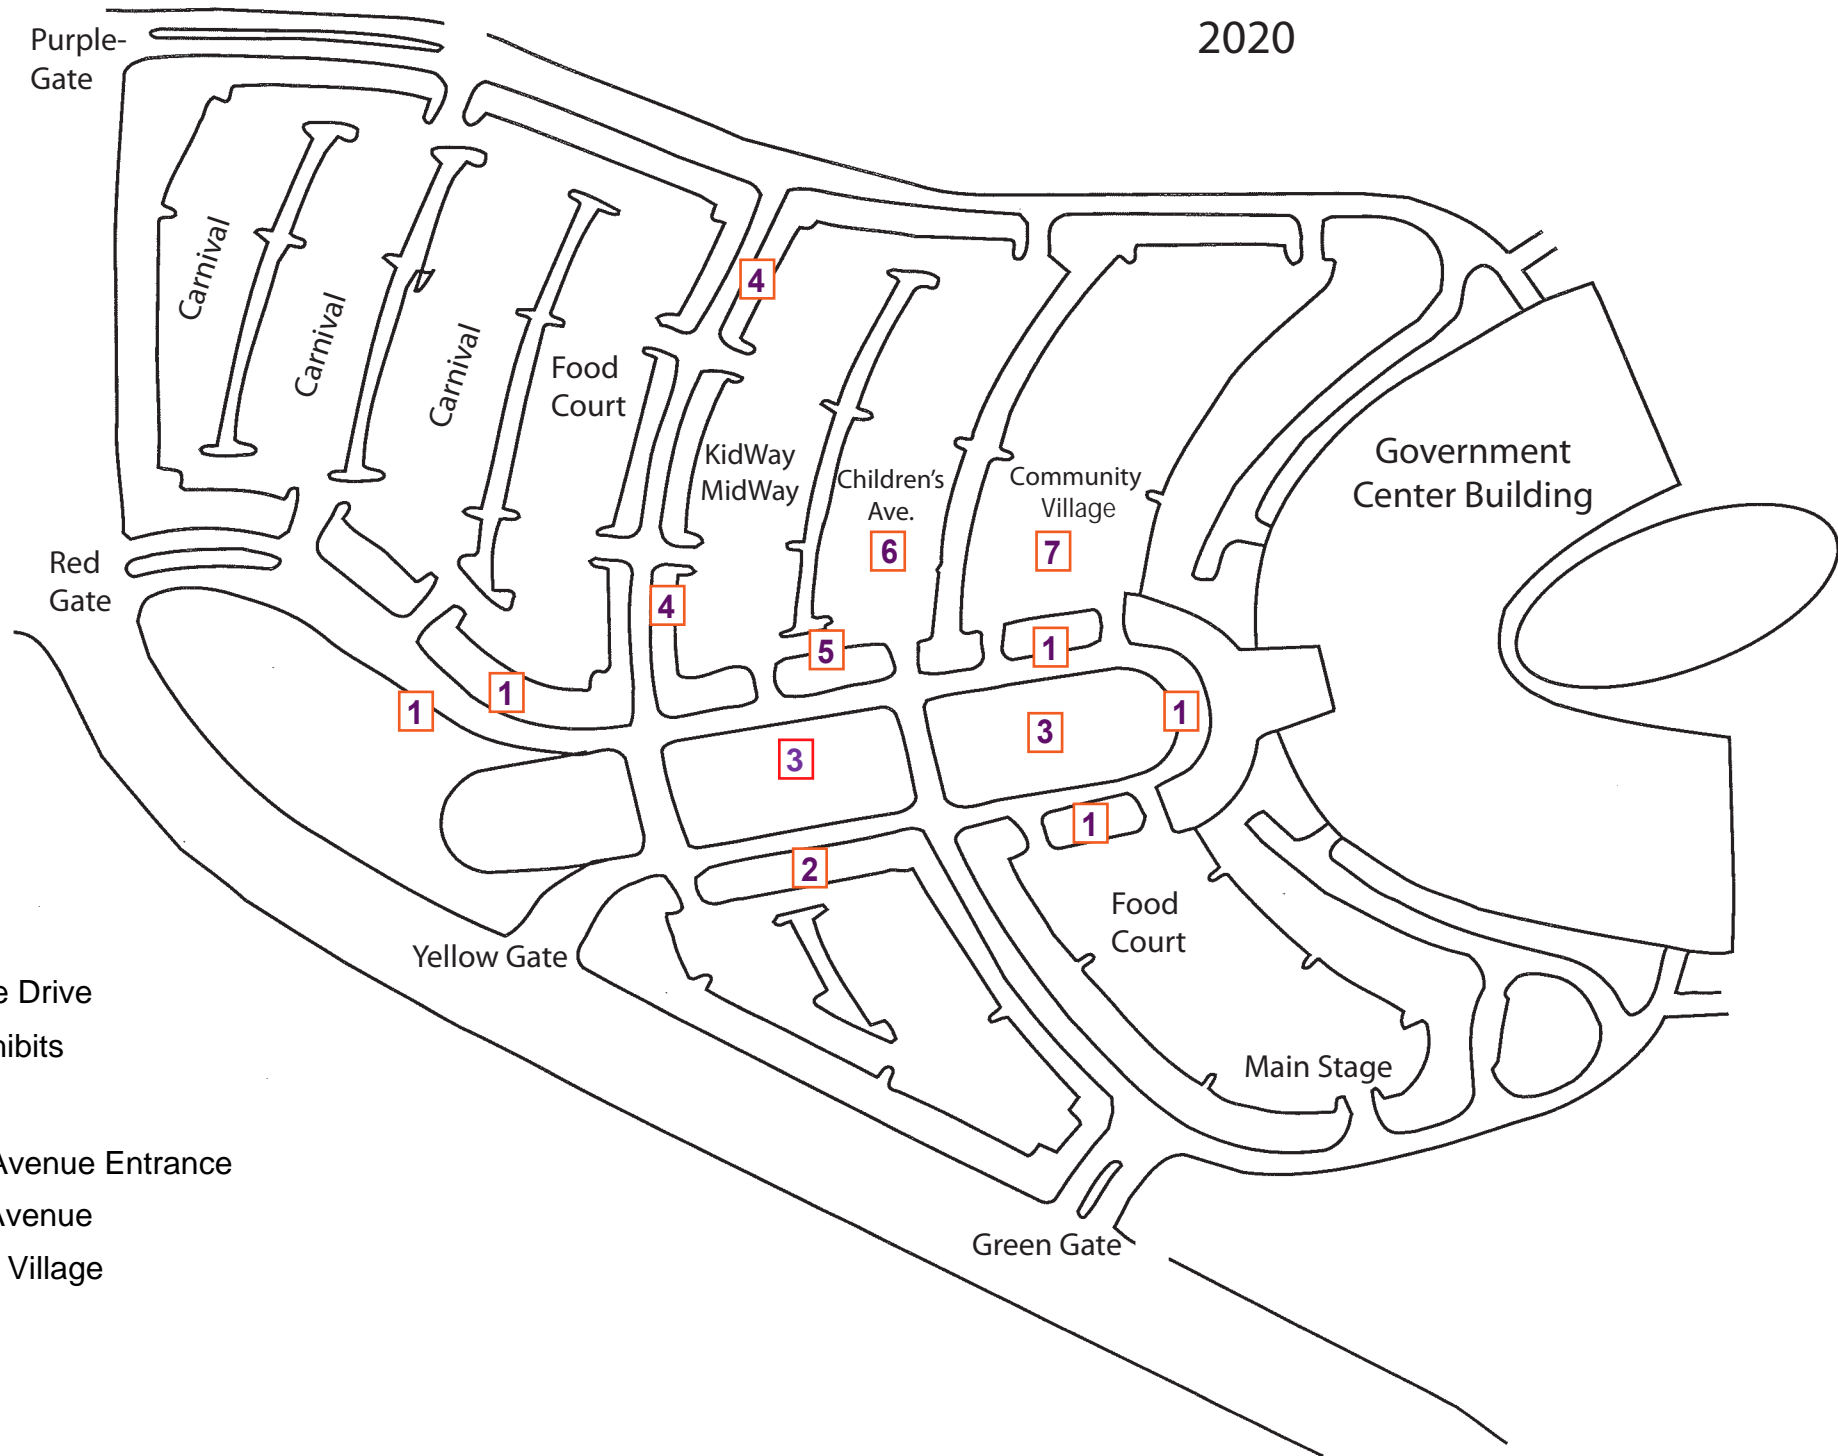 2020
Purple-
Gate
Carnival
Carnival
Carnival
Food
Court
4
KidWay
MidWay
Children's
Ave.
6
Community
Village
7
Government
Center Building
Red
Gate
4
5
1
1
1
1
3
3
1
2
Food
Court
Yellow Gate
Main Stage
Green Gate
e Drive
hibits
Avenue Entrance
Avenue
Village